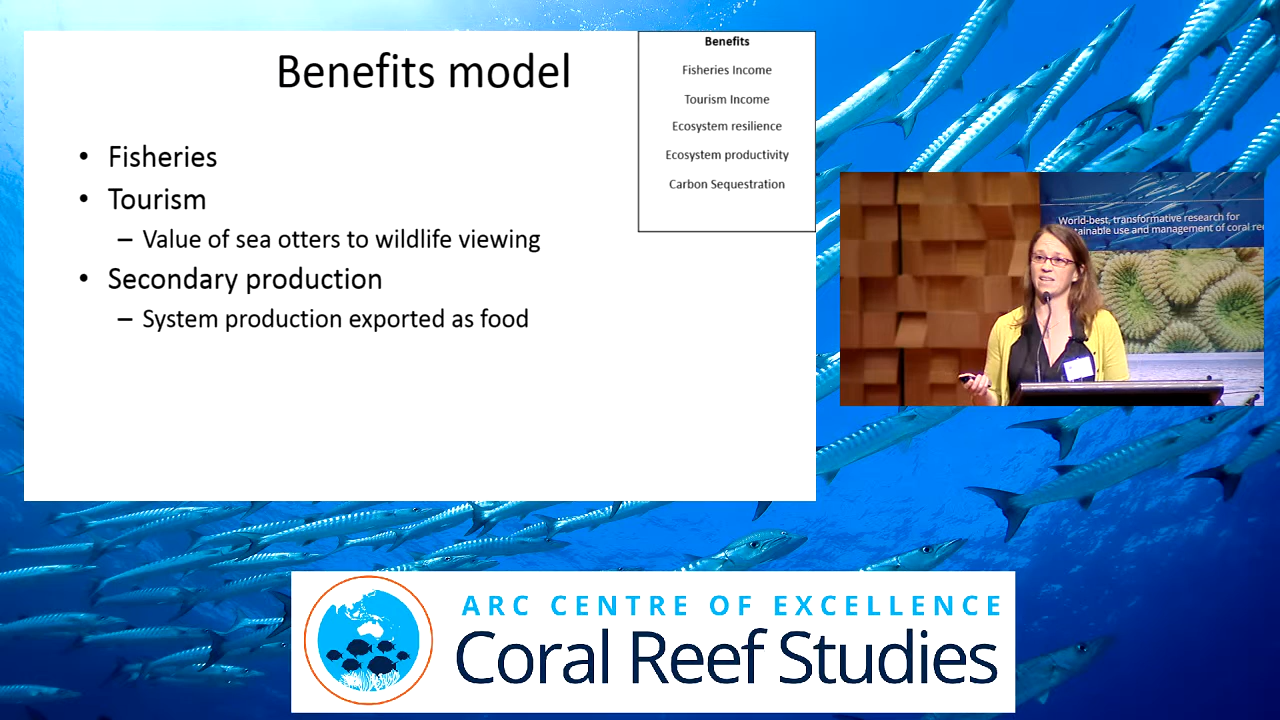 Benefits model
• Fisheries
• Tourism
– Value of sea otters to wildlife viewing
• Secondary production
– System production exported as food
Benefits
Fisheries Income
Tourism Income
Ecosystem resilience
Ecosystem productivity
Carbon Sequestration
World-best, transformative research for
tainable use and management of coral ree
ARC CENTRE OF EXCELLENCE
Coral Reef Studies